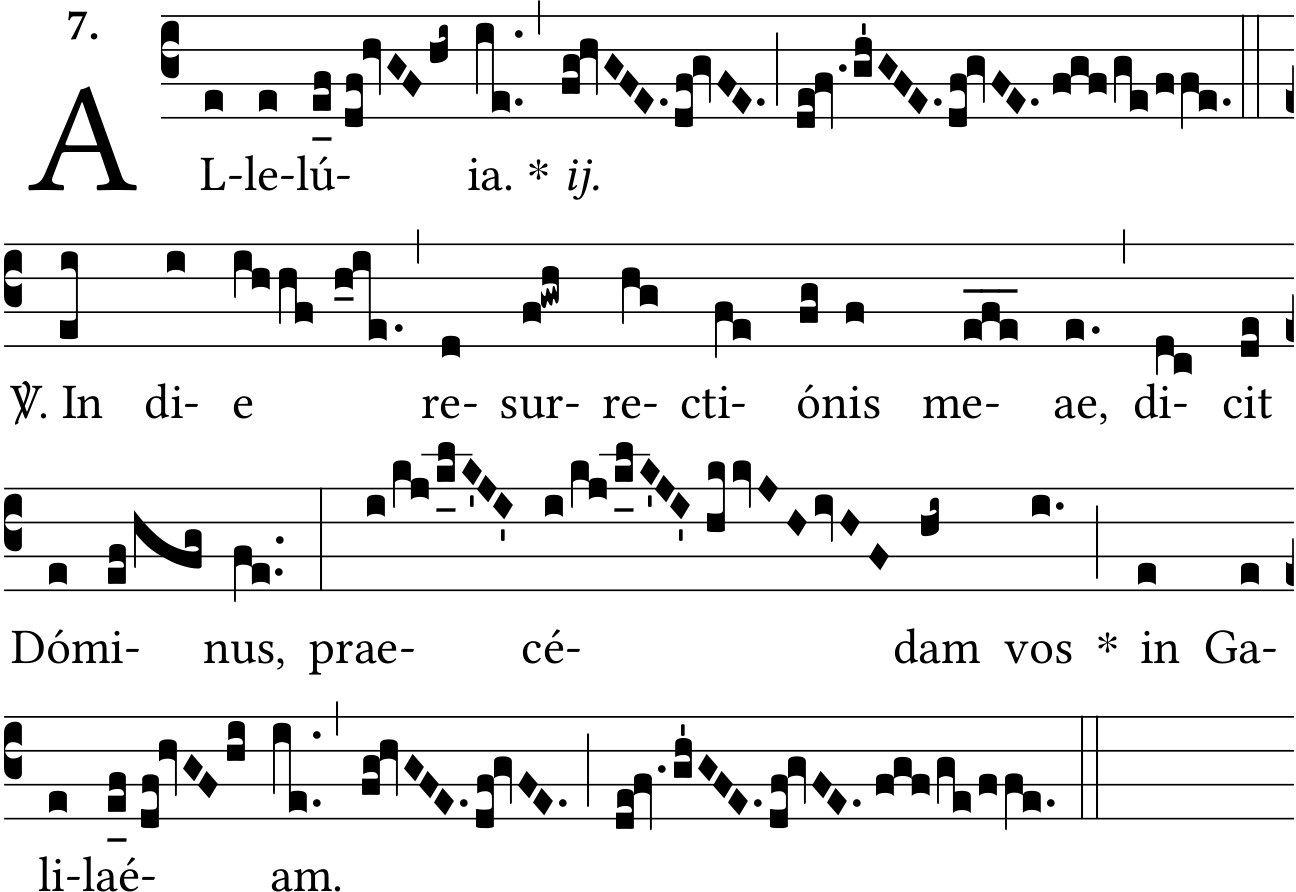 7.
AL-le-lú- ia. * ij.
℣. In di- e re- sur- re- cti- ónis me- ae, di- cit
Dómi- nus, prae- cé- dam vos * in Ga-
li-laé- am.